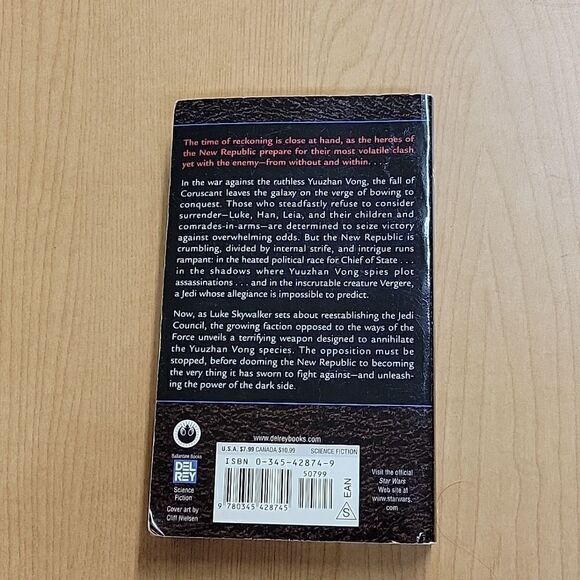 The time of reckoning is close at hand, as the heroes of
the New Republic prepare for their most volatile clash
yet with the enemy—from without and within. . . .
In the war against the ruthless Yuuzhan Vong, the fall of
Coruscant leaves the galaxy on the verge of bowing to
conquest. Those who steadfastly refuse to consider
surrender—Luke, Han, Leia, and their children and
comrades-in-arms—are determined to seize victory
against overwhelming odds. But the New Republic is
crumbling, divided by internal strife, and intrigue runs
rampant: in the heated political race for Chief of State . . .
in the shadows where Yuuzhan Vong spies plot
assassinations . . . and in the inscrutable creature Vergere,
a Jedi whose allegiance is impossible to predict.
Now, as Luke Skywalker sets about reestablishing the Jedi
Council, the growing faction opposed to the ways of the
Force unveils a terrifying weapon designed to annihilate
the Yuuzhan Vong species. The opposition must be
stopped, before dooming the New Republic to becoming
the very thing it has sworn to fight against—and unleash-
ing the power of the dark side.
www.delreybooks.com
U.S.A. $7.99 CANADA $10.99
SCIENCE FICTION
ISBN 0-345-42874-9
50799
9 780345 428745
S EAN
Ballantine Books
DEL
REY
Science
Fiction
Cover art by
Cliff Nielsen
Visit the official
Star Wars
Web site at
www.starwars.
com